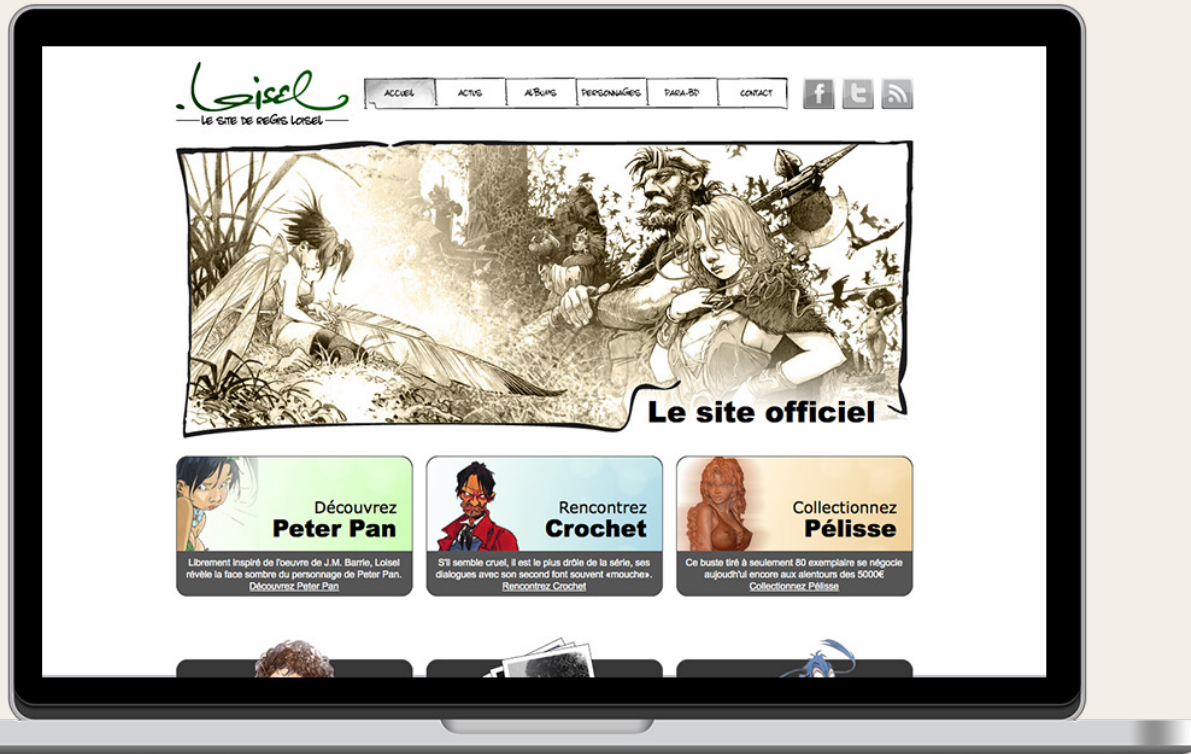 Loisel
LE SITE DE REGIS LOISEL
ACCUEIL
ACTUS
ALBUMS
PERSONNAGES
PARA-BD
CONTACT
Le site officiel
Découvrez
Peter Pan
Librement inspiré de l'oeuvre de J.M. Barrie, Loisel
révèle la face sombre du personnage de Peter Pan.
Découvrez Peter Pan
Rencontrez
Crochet
S'il semble cruel, il est le plus drôle de la série, ses
dialogues avec son second font souvent «mouche».
Rencontrez Crochet
Collectionnez
Pélisse
Ce buste tiré à seulement 80 exemplaire se négocie
aujoudh'ul encore aux alentours des 5000€
Collectionnez Pélisse